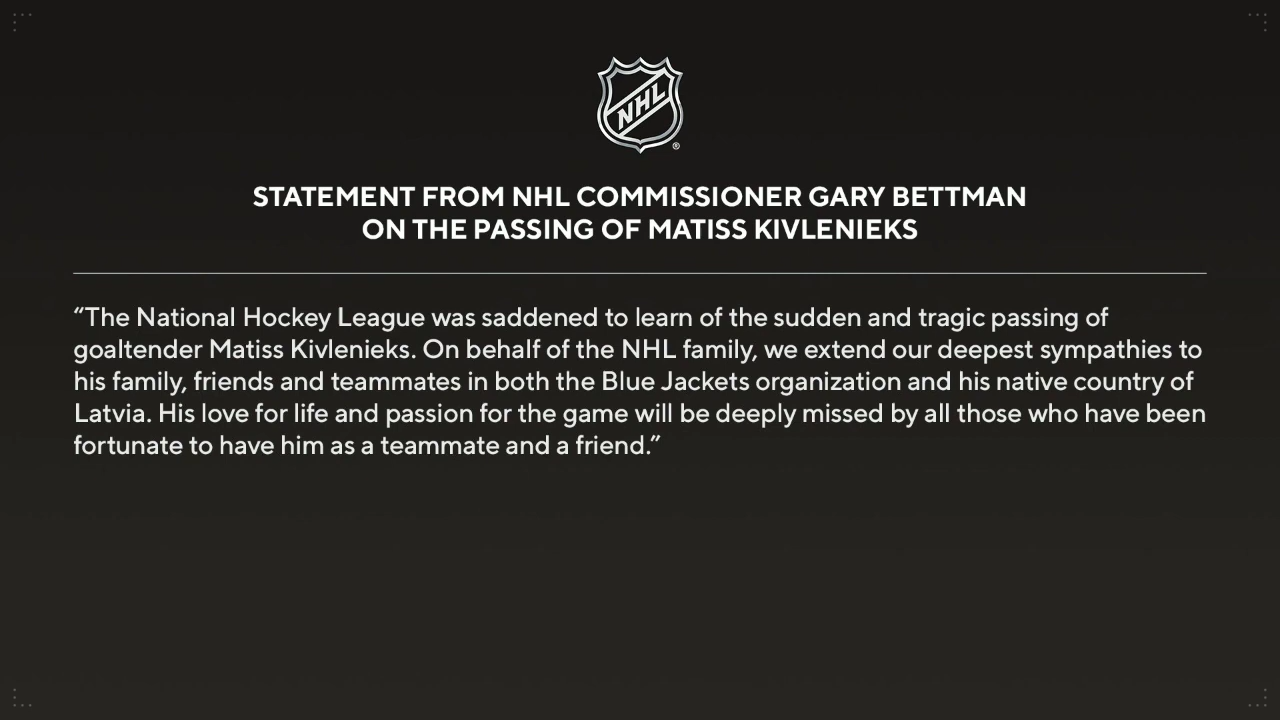 NHL
®
STATEMENT FROM NHL COMMISSIONER GARY BETTMAN
ON THE PASSING OF MATISS KIVLENIEKS
“The National Hockey League was saddened to learn of the sudden and tragic passing of
goaltender Matiss Kivlenieks. On behalf of the NHL family, we extend our deepest sympathies to
his family, friends and teammates in both the Blue Jackets organization and his native country of
Latvia. His love for life and passion for the game will be deeply missed by all those who have been
fortunate to have him as a teammate and a friend.”